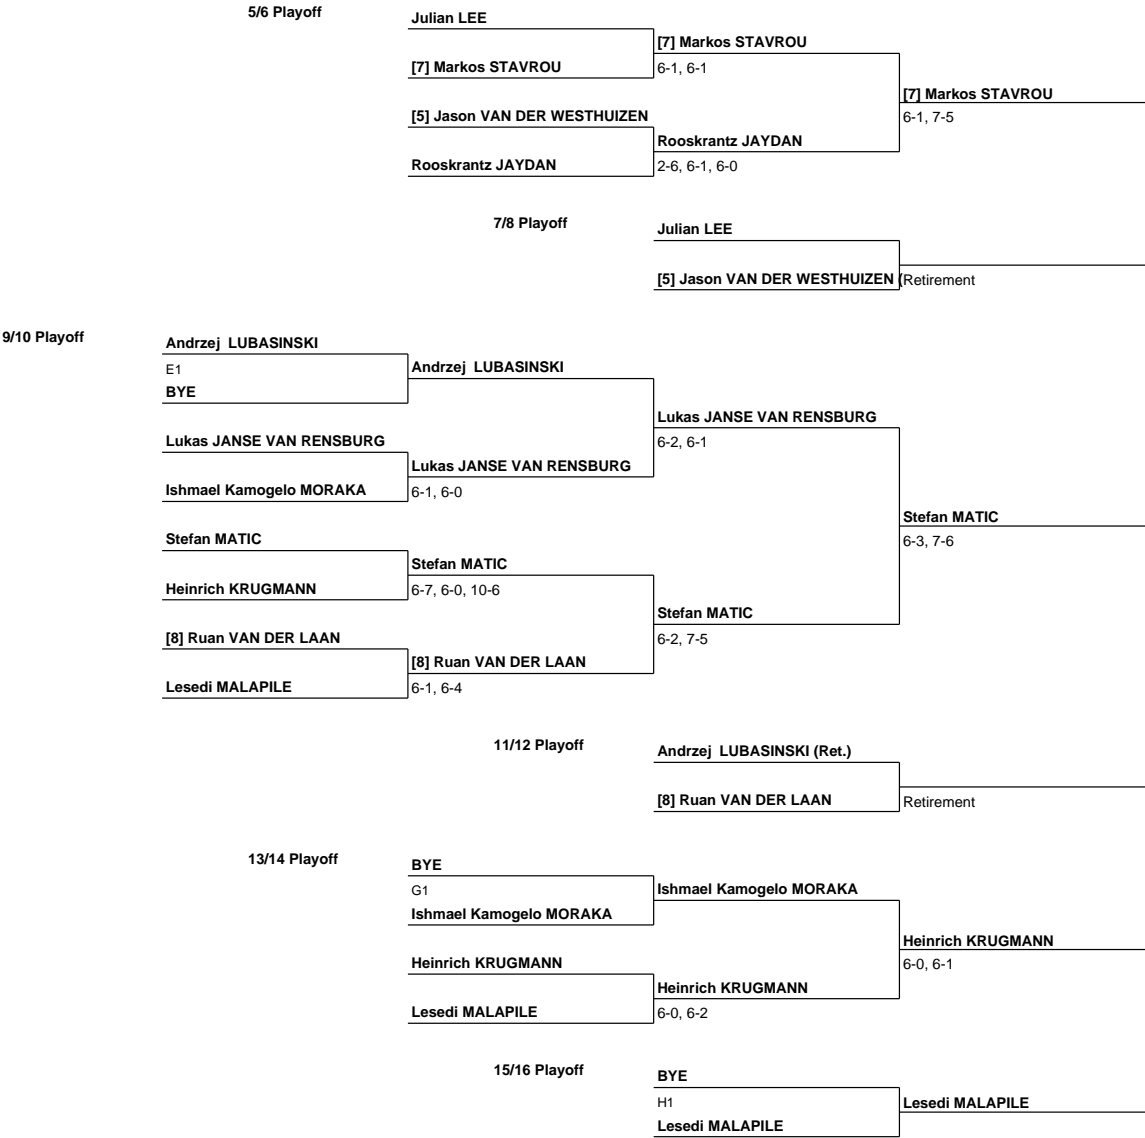 5/6 Playoff
Julian LEE
[7] Markos STAVROU
[7] Markos STAVROU
6-1, 6-1
[7] Markos STAVROU
6-1, 7-5
[5] Jason VAN DER WESTHUIZEN
Rooskrantz JAYDAN
Rooskrantz JAYDAN
2-6, 6-1, 6-0
7/8 Playoff
Julian LEE
[5] Jason VAN DER WESTHUIZEN (
Retirement
9/10 Playoff
Andrzej LUBASINSKI
E1
Andrzej LUBASINSKI
BYE
Lukas JANSE VAN RENSBURG
6-2, 6-1
Lukas JANSE VAN RENSBURG
Lukas JANSE VAN RENSBURG
Ishmael Kamogelo MORAKA
6-1, 6-0
Stefan MATIC
6-3, 7-6
Stefan MATIC
Stefan MATIC
Heinrich KRUGMANN
6-7, 6-0, 10-6
Stefan MATIC
6-2, 7-5
[8] Ruan VAN DER LAAN
[8] Ruan VAN DER LAAN
Lesedi MALAPILE
6-1, 6-4
11/12 Playoff
Andrzej LUBASINSKI (Ret.)
[8] Ruan VAN DER LAAN
Retirement
13/14 Playoff
BYE
G1
Ishmael Kamogelo MORAKA
Ishmael Kamogelo MORAKA
Heinrich KRUGMANN
6-0, 6-1
Heinrich KRUGMANN
Heinrich KRUGMANN
Lesedi MALAPILE
6-0, 6-2
15/16 Playoff
BYE
H1
Lesedi MALAPILE
Lesedi MALAPILE